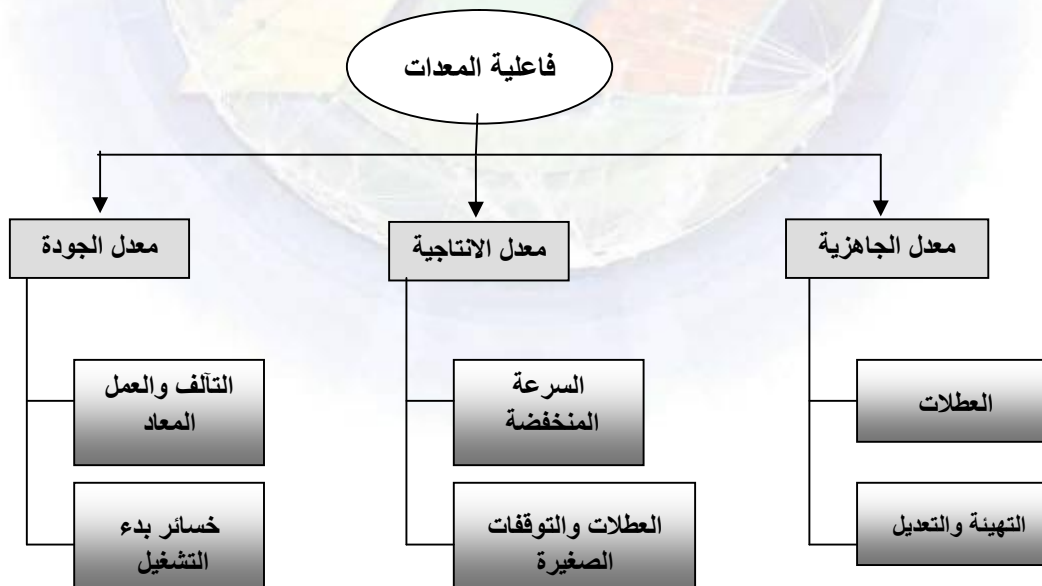 فاعلية المعدات
معدل الجاهزية
معدل الانتاجية
معدل الجودة
العطلات
السرعة
المنخفضة
التآلف والعمل
المعاد
التهيئة والتعديل
العطلات والتوقفات
الصغيرة
خسائر بدء
التشغيل